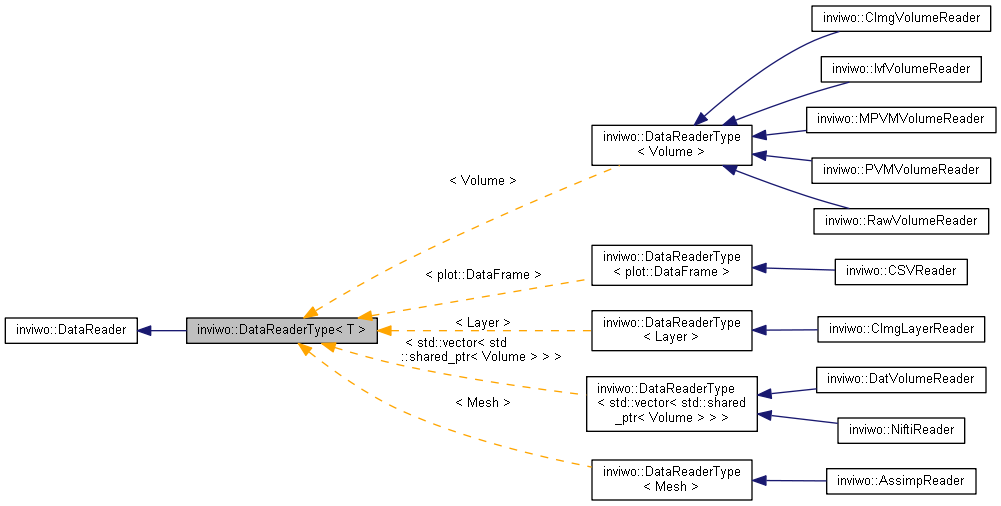 inviwo::DataReader
inviwo::DataReaderType< T >
< Volume >
< plot::DataFrame >
< Layer >
< std::vector< std
::shared_ptr< Volume > > >
< Mesh >
inviwo::DataReaderType
< Volume >
inviwo::DataReaderType
< plot::DataFrame >
inviwo::DataReaderType
< Layer >
inviwo::DataReaderType
< std::vector< std::shared
_ptr< Volume > > >
inviwo::DataReaderType
< Mesh >
inviwo::CImgVolumeReader
inviwo::IvfVolumeReader
inviwo::MPVMVolumeReader
inviwo::PVMVolumeReader
inviwo::RawVolumeReader
inviwo::CSVReader
inviwo::CImgLayerReader
inviwo::DatVolumeReader
inviwo::NiftiReader
inviwo::AssimpReader